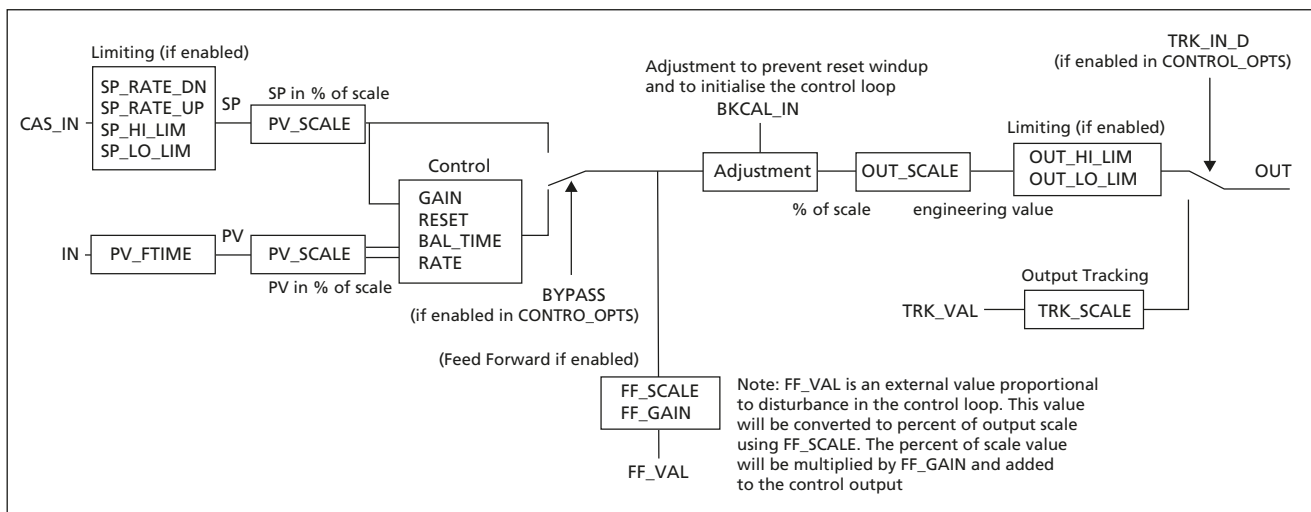 Limiting (if enabled)
SP_RATE_DN
SP_RATE_UP
SP_HI_LIM
SP_LO_LIM
CAS_IN
SP
SP in % of scale
PV_SCALE
Control
GAIN
RESET
BAL_TIME
RATE
IN
PV_FTIME
PV
PV_SCALE
PV in % of scale
BYPASS
(if enabled in CONTRO_OPTS)
Adjustment to prevent reset windup
and to initialise the control loop
BKCAL_IN
Adjustment
% of scale
OUT_SCALE
engineering value
Limiting (if enabled)
OUT_HI_LIM
OUT_LO_LIM
TRK_IN_D
(if enabled in CONTROL_OPTS)
OUT
Output Tracking
TRK_VAL
TRK_SCALE
(Feed Forward if enabled)
FF_SCALE
FF_GAIN
FF_VAL
Note: FF_VAL is an external value proportional
to disturbance in the control loop. This value
will be converted to percent of output scale
using FF_SCALE. The percent of scale value
will be multiplied by FF_GAIN and added
to the control output